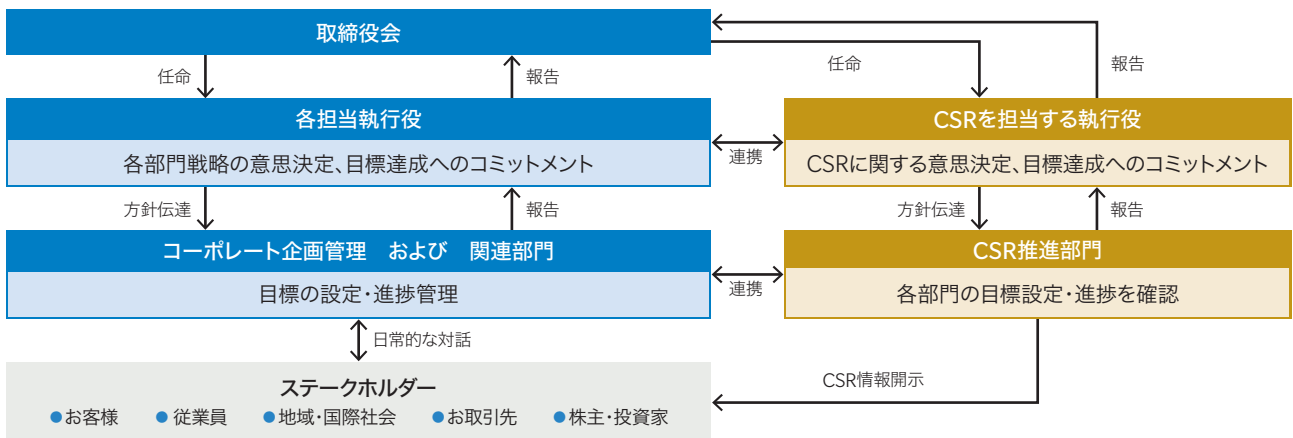 取締役会
任命
報告
任命
報告
各担当執行役
各部門戦略の意思決定、目標達成へのコミットメント
連携
CSRを担当する執行役
CSRに関する意思決定、目標達成へのコミットメント
方針伝達
報告
方針伝達
報告
コーポレート企画管理　および　関連部門
目標の設定・進捗管理
連携
CSR推進部門
各部門の目標設定・進捗を確認
日常的な対話
CSR情報開示
ステークホルダー
●お客様 ●従業員 ●地域・国際社会 ●お取引先 ●株主・投資家